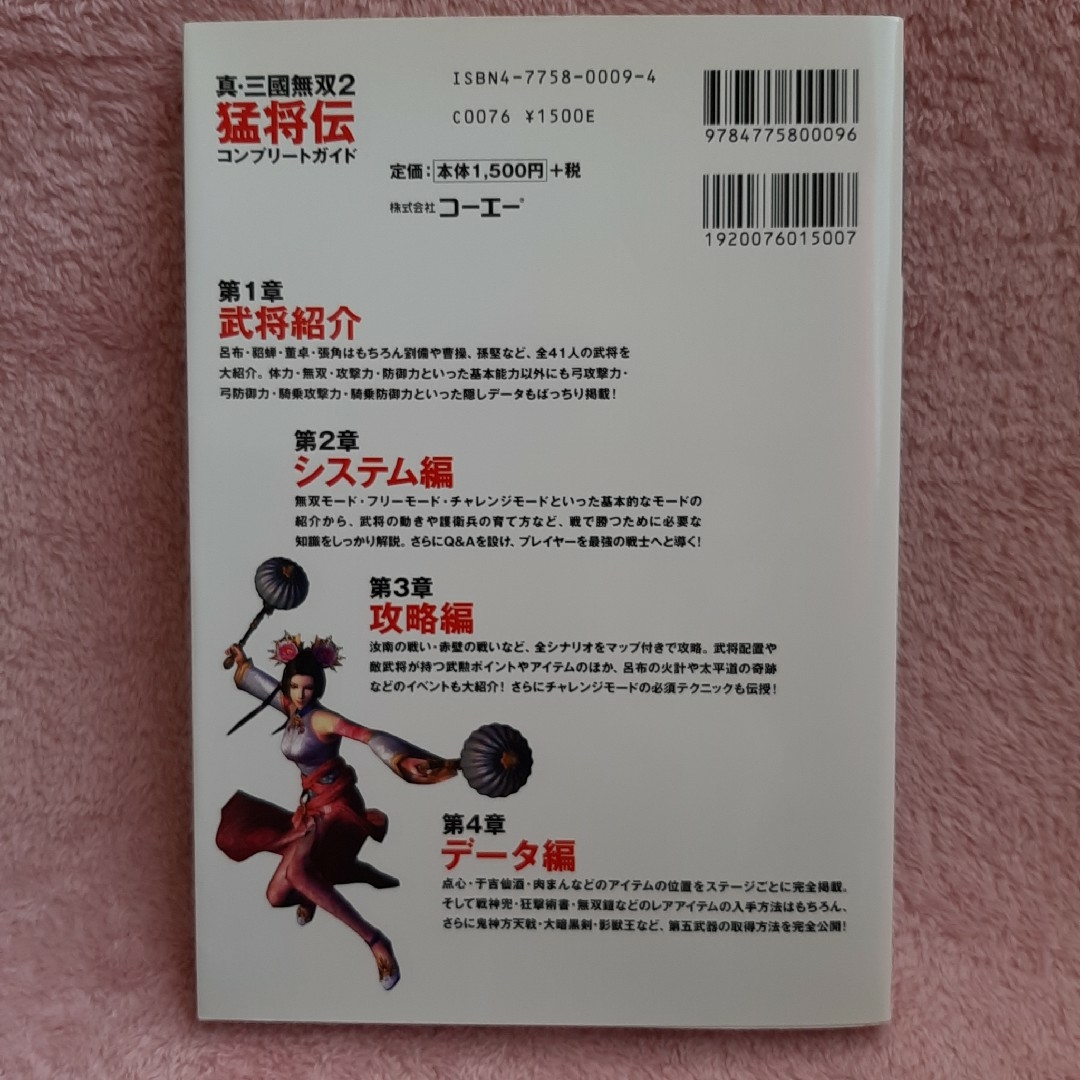 真・三國無双2
猛将伝
コンプリートガイド
ISBN4-7758-0009-4
C0076 ¥1500E
定価：本体1,500円+税
株式会社コーエー®
9784775800096
1920076015007
第1章
武将紹介
呂布・貂蝉・董卓・張角はもちろん劉備や曹操、孫堅など、全41人の武将を
大紹介。体力・無双・攻撃力・防御力といった基本能力以外にも弓攻撃力・
弓防御力・騎乗攻撃力・騎乗防御力といった隠しデータもばっちり掲載！
第2章
システム編
無双モード・フリーモード・チャレンジモードといった基本的なモードの
紹介から、武将の動きや護衛兵の育て方など、戦で勝つために必要な
知識をしっかり解説。さらにQ&Aを設け、プレイヤーを最強の戦士へと導く！
第3章
攻略編
汝南の戦い・赤壁の戦いなど、全シナリオをマップ付きで攻略。武将配置や
敵武将が持つ武勲ポイントやアイテムのほか、呂布の火計や太平道の奇跡
などのイベントも大紹介！さらにチャレンジモードの必須テクニックも伝授！
第4章
データ編
点心・于吉仙酒・肉まんなどのアイテムの位置をステージごとに完全掲載。
そして戦神兜・狂撃術書・無双鎧などのレアアイテムの入手方法はもちろん、
さらに鬼神方天戟・大暗黒剣・影獣王など、第五武器の取得方法を完全公開！